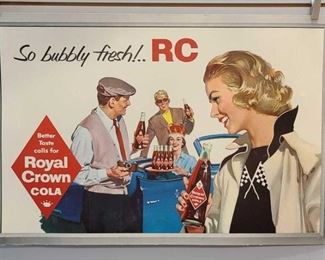 So bubbly fresh!.. RC
Better
Taste
calls for
Royal
Crown
COLA